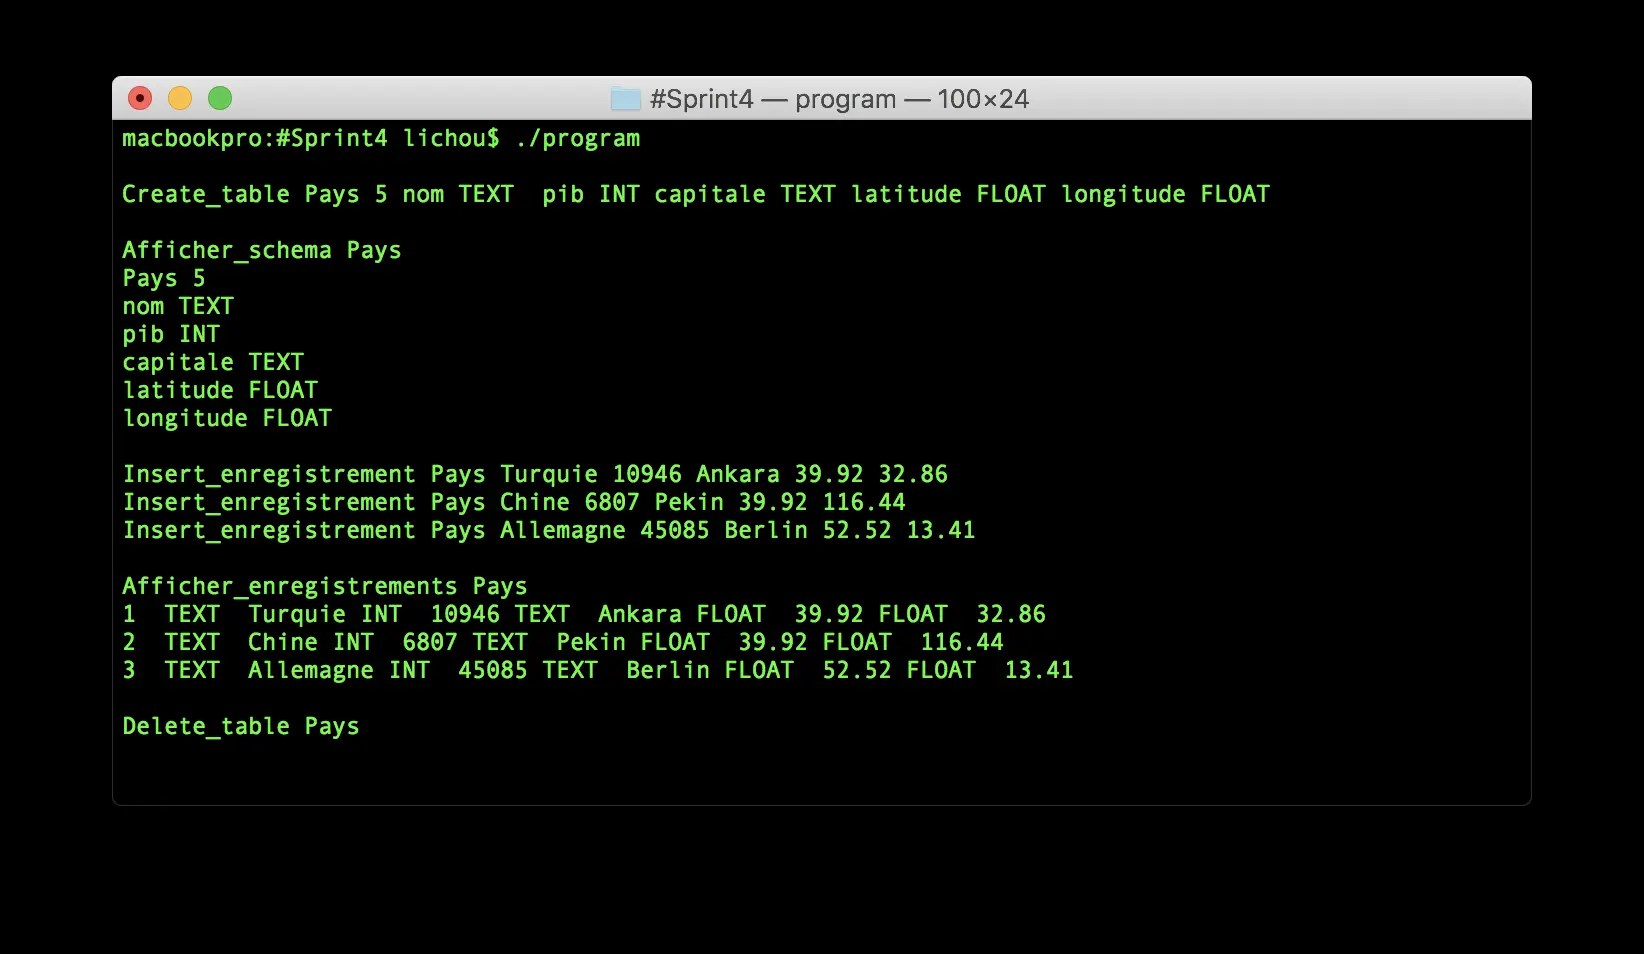 #Sprint4 — program — 100×24
macbookpro:#Sprint4 lichou$ ./program
Create_table Pays 5 nom TEXT  pib INT capitale TEXT latitude FLOAT longitude FLOAT
Afficher_schema Pays
Pays 5
nom TEXT
pib INT
capitale TEXT
latitude FLOAT
longitude FLOAT
Insert_enregistrement Pays Turquie 10946 Ankara 39.92 32.86
Insert_enregistrement Pays Chine 6807 Pekin 39.92 116.44
Insert_enregistrement Pays Allemagne 45085 Berlin 52.52 13.41
Afficher_enregistrements Pays
1  TEXT  Turquie INT  10946 TEXT  Ankara FLOAT  39.92 FLOAT  32.86
2  TEXT  Chine INT  6807 TEXT  Pekin FLOAT  39.92 FLOAT  116.44
3  TEXT  Allemagne INT  45085 TEXT  Berlin FLOAT  52.52 FLOAT  13.41
Delete_table Pays